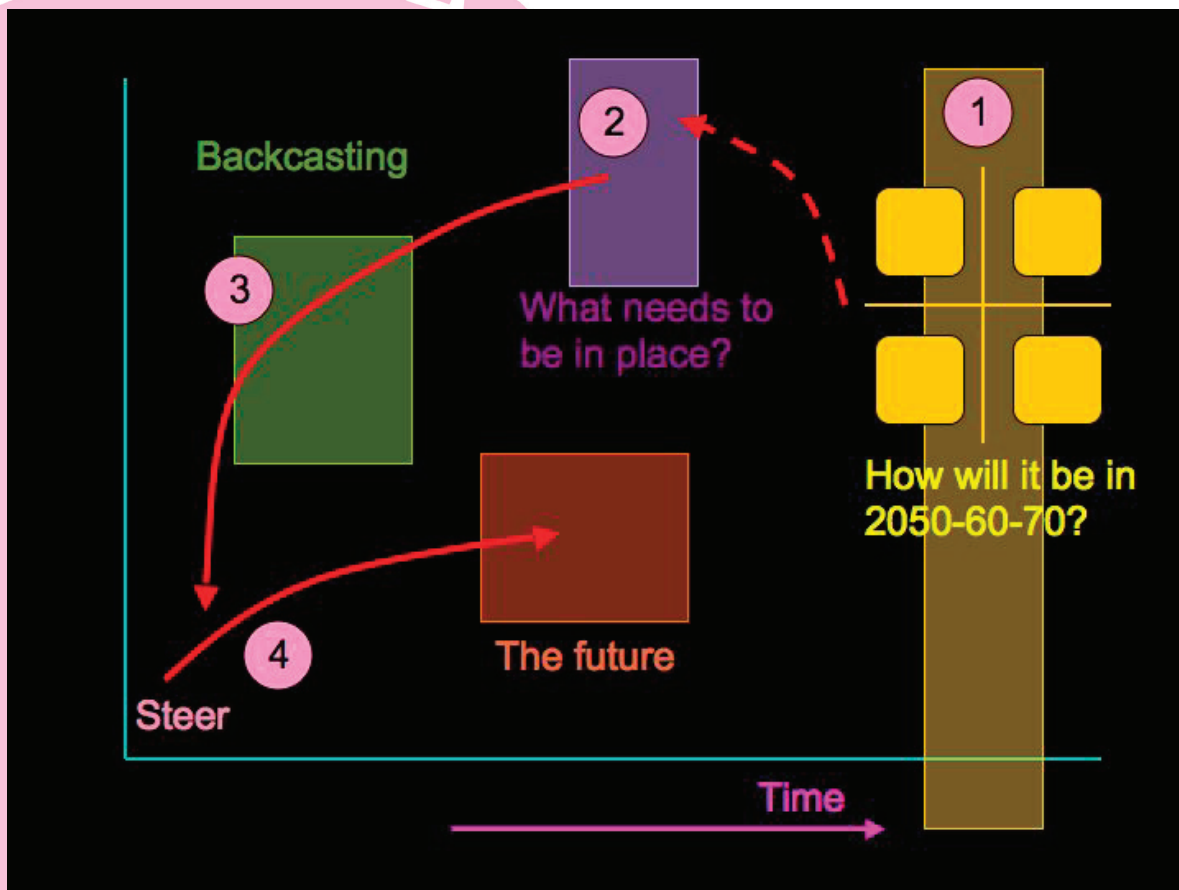 1
2
Backcasting
3
What needs to
be in place?
How will it be in
2050-60-70?
4
The future
Steer
Time